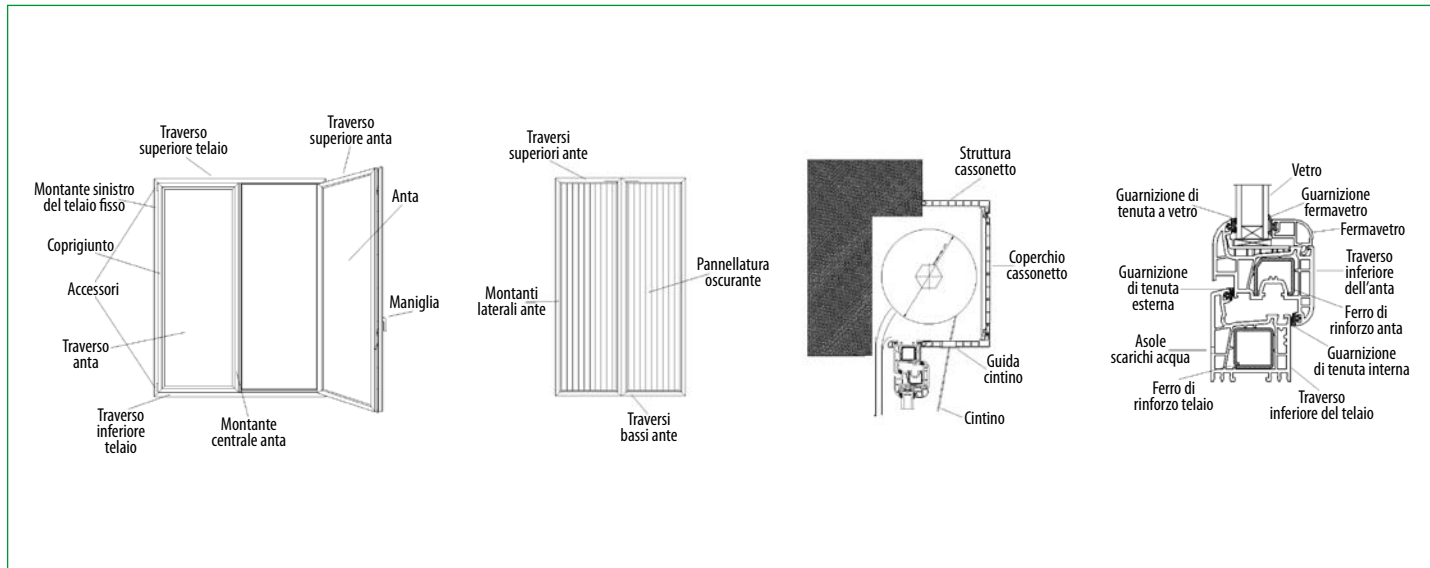 Traverso
superiore telaio
Traverso
superiore anta
Montante sinistro
del telaio fisso
Anta
Coprigiunto
Accessori
Maniglia
Traverso
anta
Traverso
inferiore
telaio
Montante
centrale anta
Traversi
superiori ante
Pannellatura
oscurante
Montanti
laterali ante
Traversi
bassi ante
Struttura
cassonetto
Coperchio
cassonetto
Guida
cintino
Cintino
Vetro
Guarnizione di
tenuta a vetro
Guarnizione
fermavetro
Fermavetro
Guarnizione
di tenuta
esterna
Traverso
inferiore
dell'anta
Ferro di
rinforzo anta
Asole
scarichi acqua
Guarnizione
di tenuta interna
Ferro di
rinforzo telaio
Traverso
inferiore del telaio